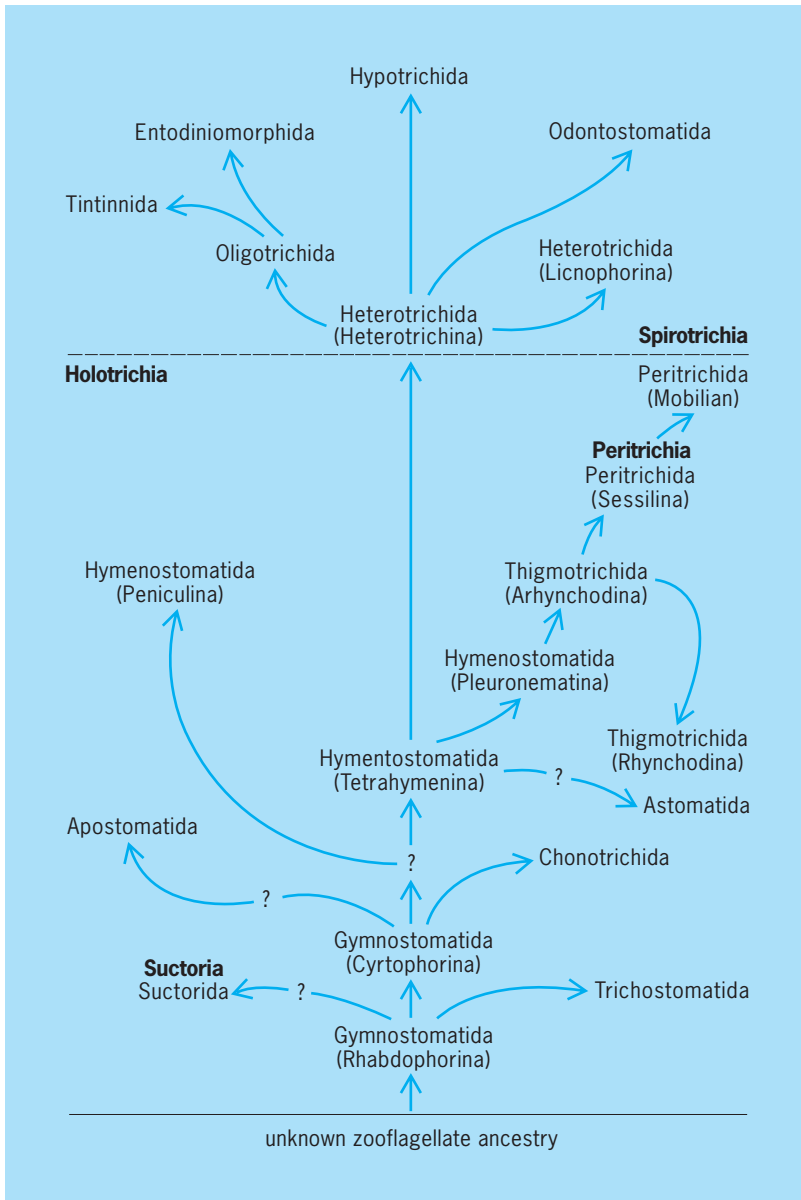 Hypotrichida
Entodiniomorphida
Odontostomatida
Tintinnida
Oligotrichida
Heterotrichida
(Licnophorina)
Heterotrichida
(Heterotrichina)
Spirotrichia
Holotrichia
Peritrichida
(Mobilian)
Peritrichia
Peritrichida
(Sessilina)
Hymenostomatida
(Peniculina)
Thigmotrichida
(Arhynchodina)
Hymenostomatida
(Pleuronematina)
Thigmotrichida
(Rhynchodina)
Hymentostomatida
(Tetrahymenina)
?
Astomatida
Apostomatida
?
Chonotrichida
?
Gymnostomatida
(Cyrtophorina)
Suctoria
Suctorida
?
Trichostomatida
Gymnostomatida
(Rhabdophorina)
unknown zooflagellate ancestry